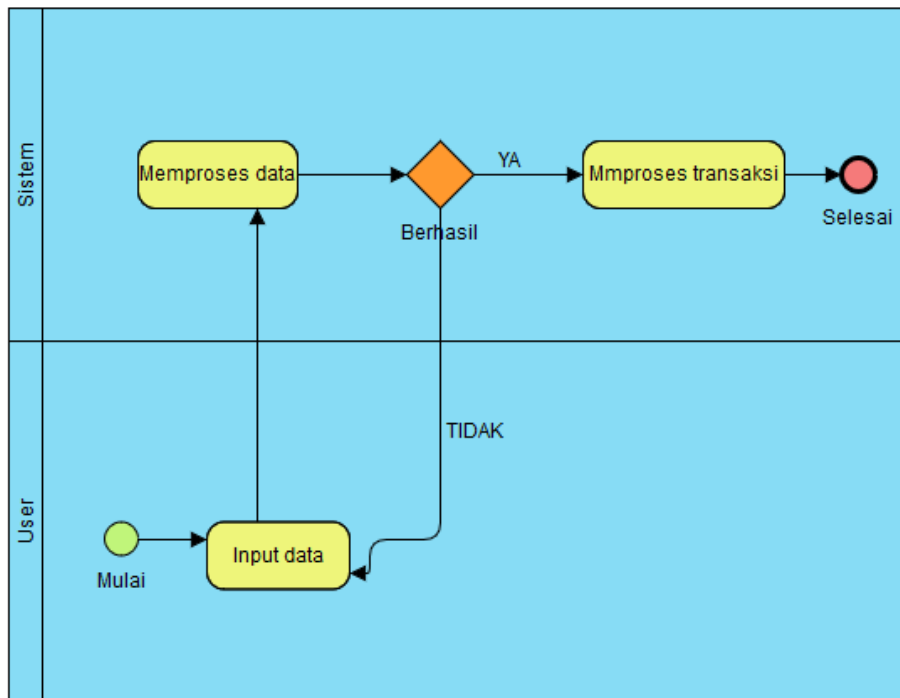 Sistem
Memproses data
Berhasil
YA
Mmproses transaksi
Selesai
User
Mulai
Input data
TIDAK